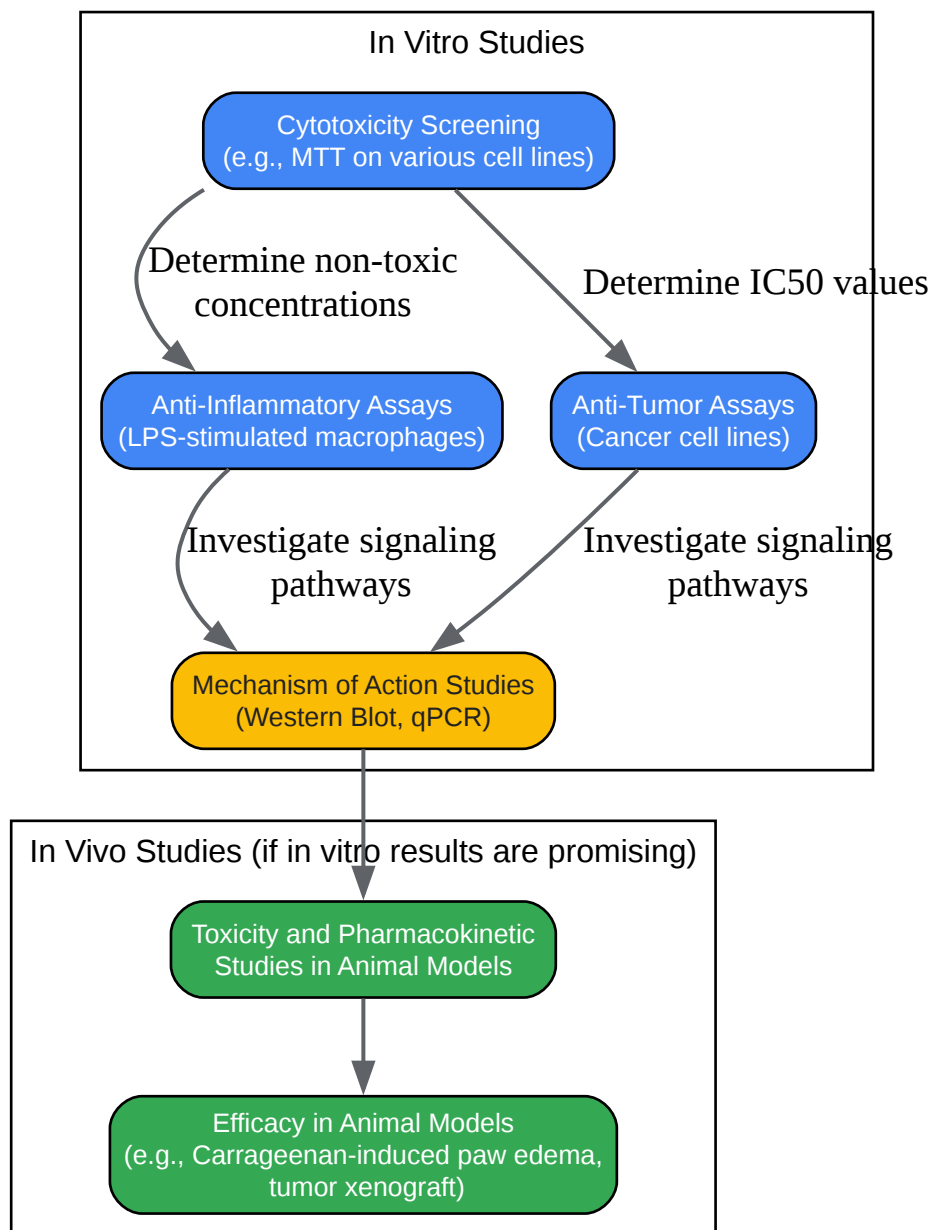 In Vitro Studies
Cytotoxicity Screening
(e.g., MTT on various cell lines)
Determine non-toxic
concentrations
Determine IC50 values
Anti-Inflammatory Assays
(LPS-stimulated macrophages)
Anti-Tumor Assays
(Cancer cell lines)
Investigate signaling
pathways
Investigate signaling
pathways
Mechanism of Action Studies
(Western Blot, qPCR)
In Vivo Studies (if in vitro results are promising)
Toxicity and Pharmacokinetic
Studies in Animal Models
Efficacy in Animal Models
(e.g., Carrageenan-induced paw edema,
tumor xenograft)